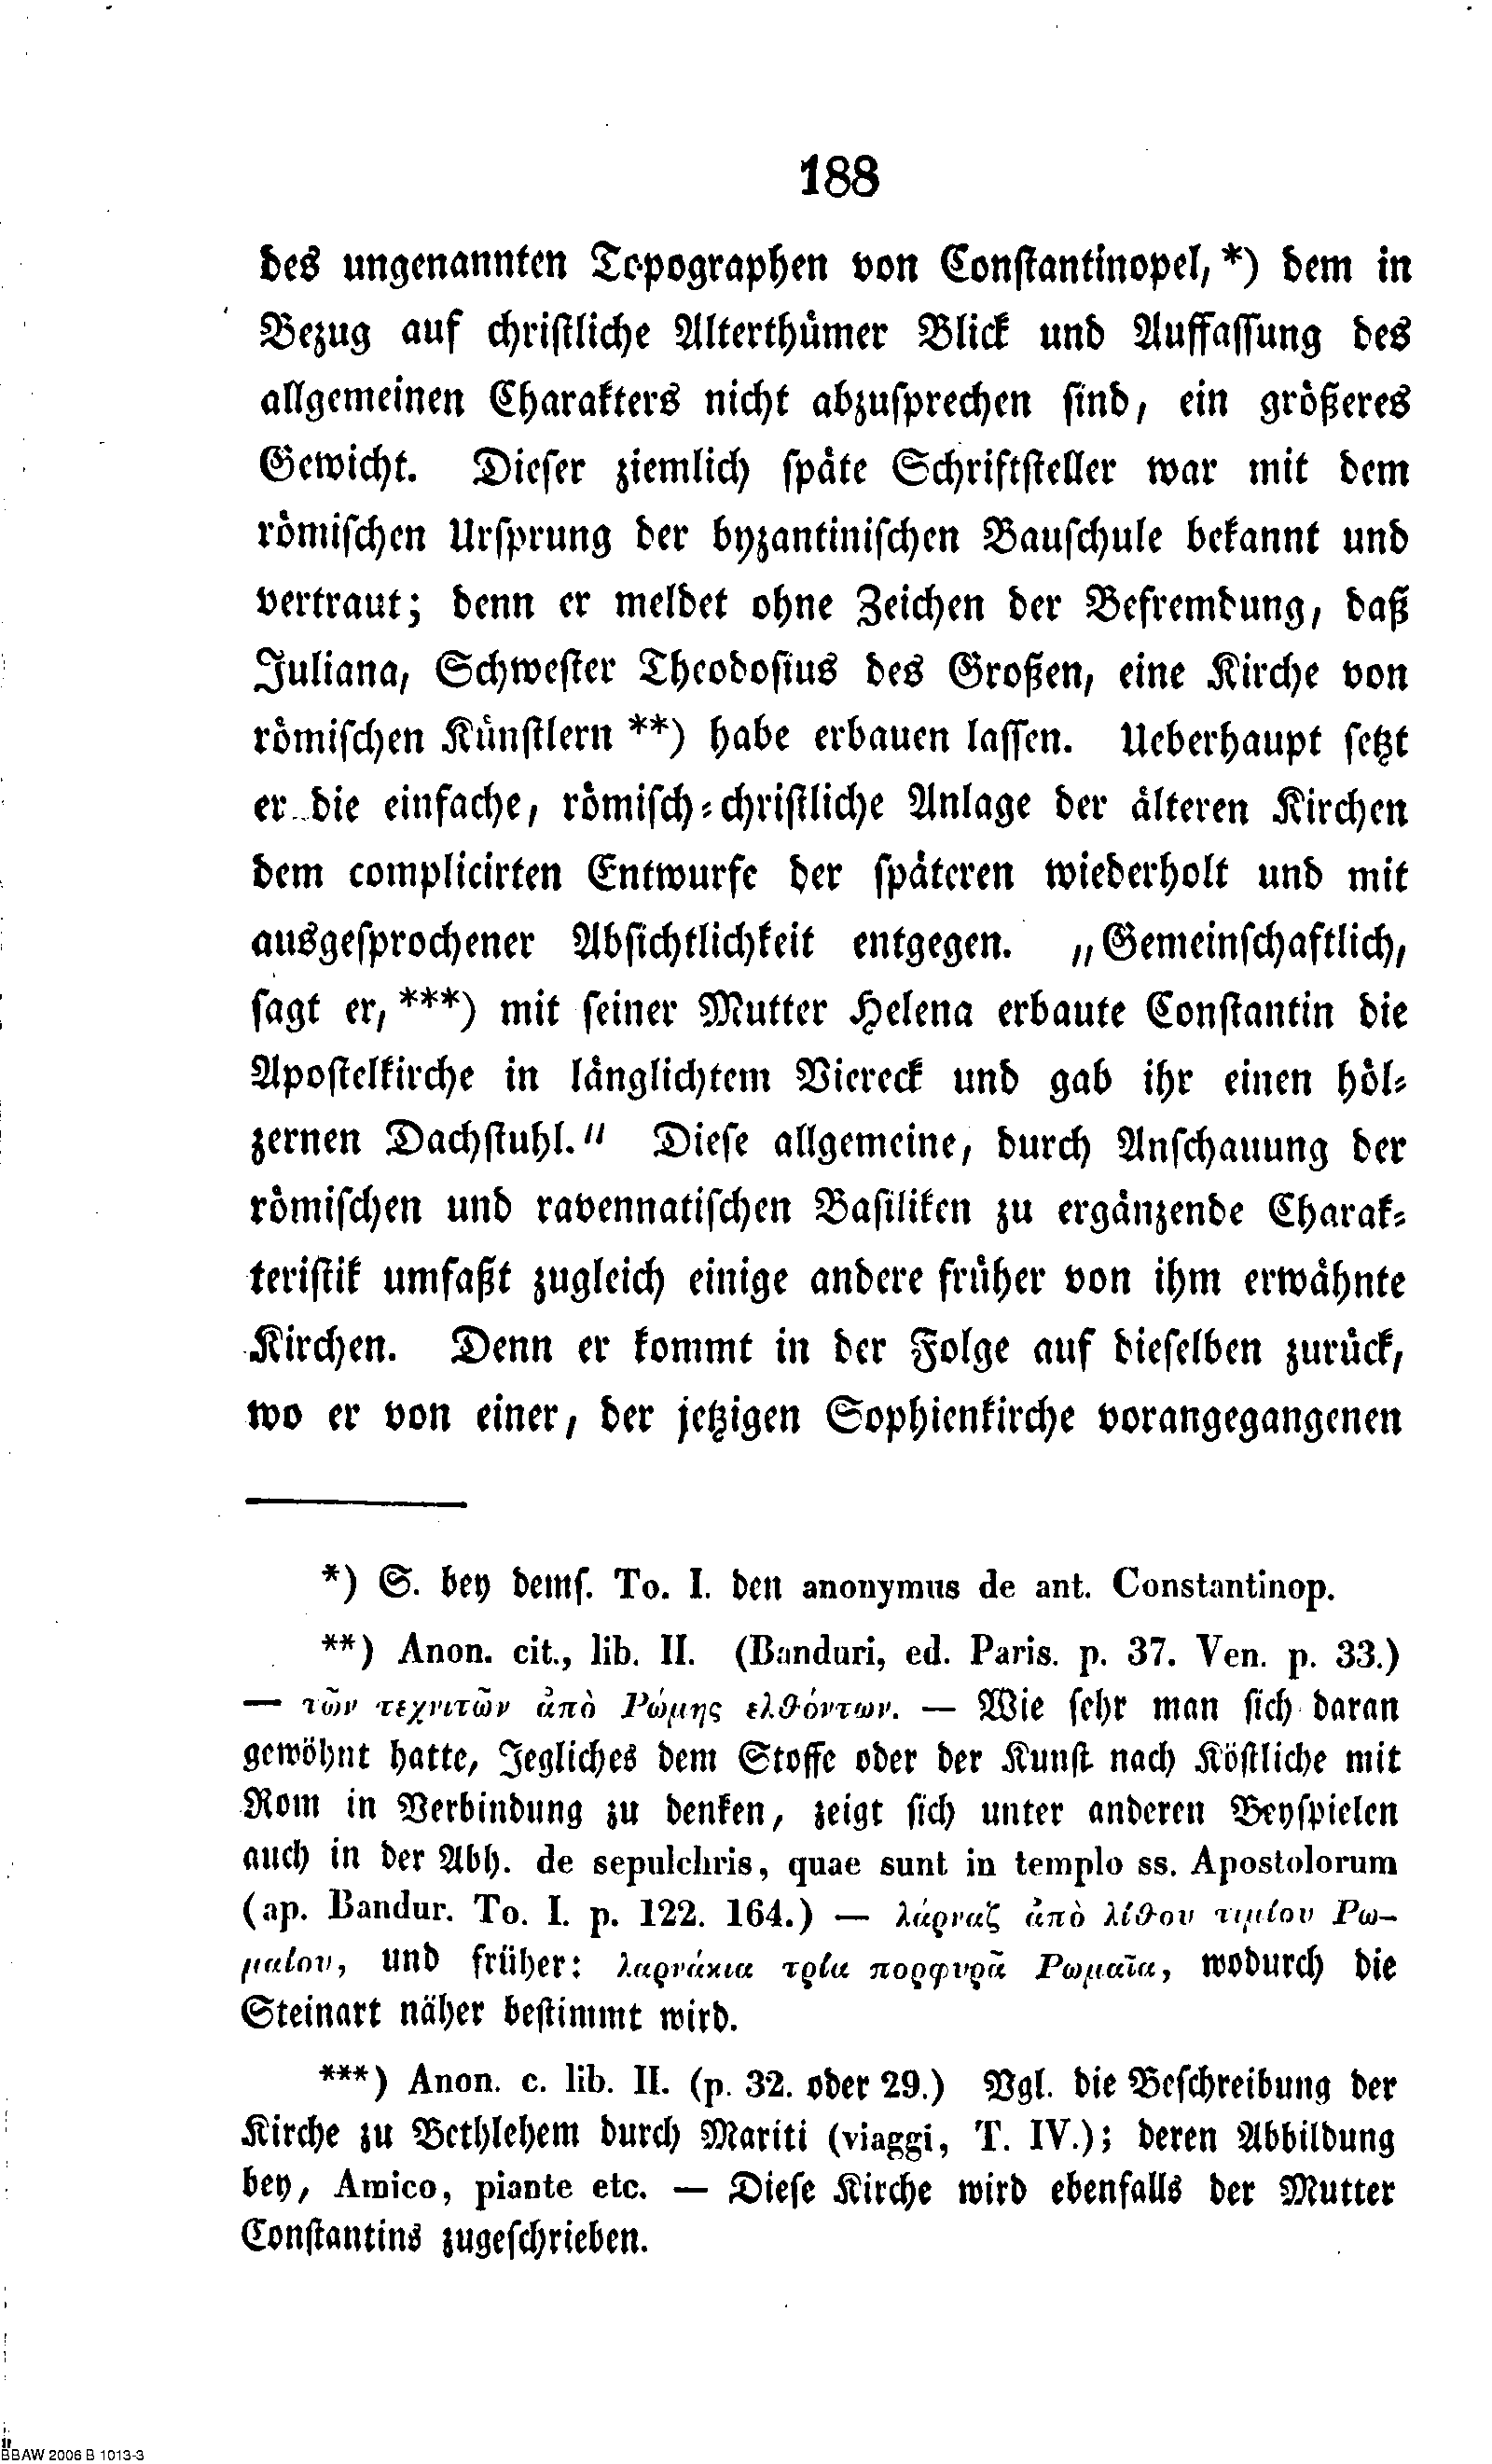 188
des ungenannten Topographen von Constantinopel, *) dem in
Bezug auf christliche Alterthümer Blick und Auffassung des
allgemeinen Charakters nicht abzusprechen sind, ein größeres
Gewicht. Dieser ziemlich späte Schriftsteller war mit dem
römischen Ursprung der byzantinischen Bauschule bekannt und
vertraut; denn er meldet ohne Zeichen der Befremdung, daß
Juliana, Schwester Theodosius des Großen, eine Kirche von
römischen Künstlern **) habe erbauen lassen. Ueberhaupt setzt
er die einfache, römisch-christliche Anlage der älteren Kirchen
dem complicirten Entwurfe der späteren wiederholt und mit
ausgesprochener Absichtlichkeit entgegen. „Gemeinschaftlich,
sagt er, ***) mit seiner Mutter Helena erbaute Constantin die
Apostelkirche in länglichtem Viereck und gab ihr einen höl-
zernen Dachstuhl." Diese allgemeine, durch Anschauung der
römischen und ravennatischen Basiliken zu ergänzende Charak-
teristik umfaßt zugleich einige andere früher von ihm erwähnte
Kirchen. Denn er kommt in der Folge auf dieselben zurück,
wo er von einer, der jetzigen Sophienkirche vorangegangenen
*) S. bey dems. To. I. den anonymus de ant. Constantinop.
**) Anon. cit., lib. II. (Banduri, ed. Paris. p. 37. Ven. p. 33.)
— τῶν τεχνιτῶν ἀπὸ Ρώμης ελθόντων. — Wie sehr man sich daran
gewöhnt hatte, Jegliches dem Stoffe oder der Kunst nach Köstliche mit
Rom in Verbindung zu denken, zeigt sich unter anderen Beyspielen
auch in der Abh. de sepulchris, quae sunt in templo ss. Apostolorum
(ap. Bandur. To. I. p. 122. 164.) — λάρναζ ἀπὸ λίθου τιμίου Ρω-
μαίου, und früher: λαρνάκια τρία πορφυρᾶ Ρωμαῖα, wodurch die
Steinart näher bestimmt wird.
***) Anon. c. lib. II. (p. 32. oder 29.) Vgl. die Beschreibung der
Kirche zu Bethlehem durch Mariti (viaggi, T. IV.); deren Abbildung
bey, Amico, piante etc. — Diese Kirche wird ebenfalls der Mutter
Constantins zugeschrieben.
BBAW 2006 B 1013-3